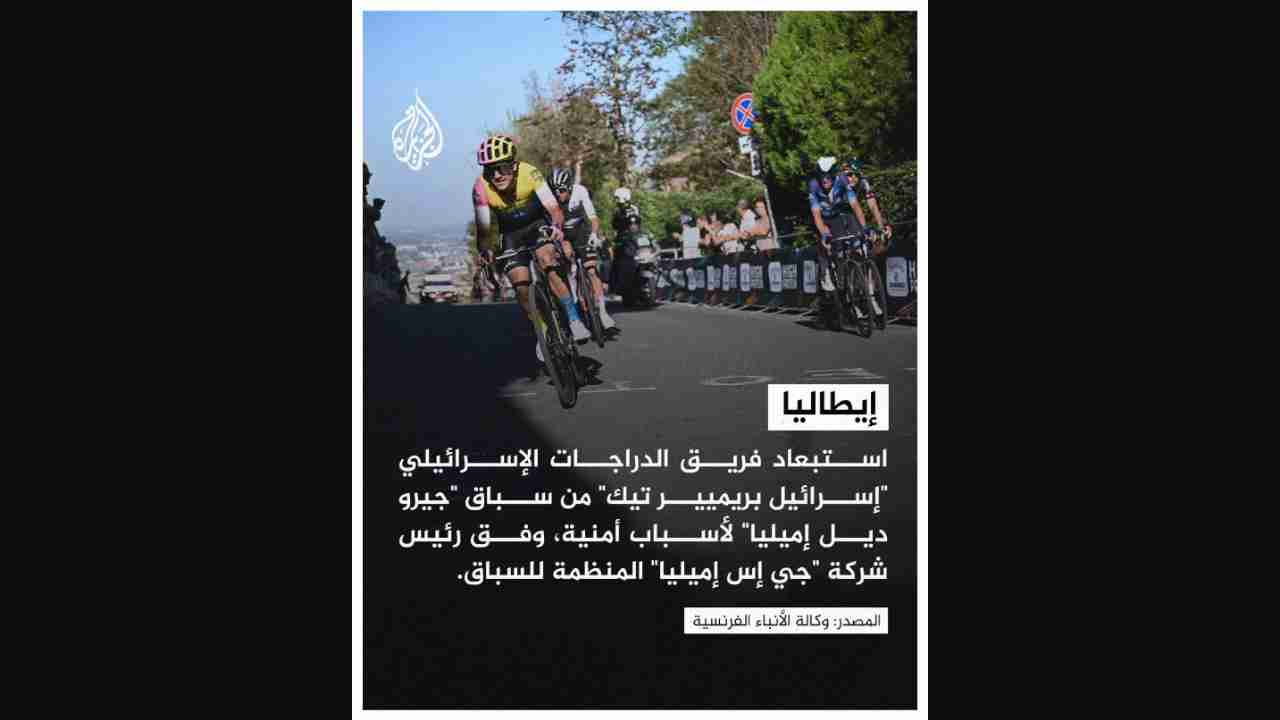 الجزيرة
إيطاليا
استبعاد فريق الدراجات الإسرائيلي
"إسرائيل بريميير تيك" من سباق "جيرو
ديل إميليا" لأسباب أمنية، وفق رئيس
شركة "جي إس إميليا" المنظمة للسباق.
المصدر: وكالة الأنباء الفرنسية